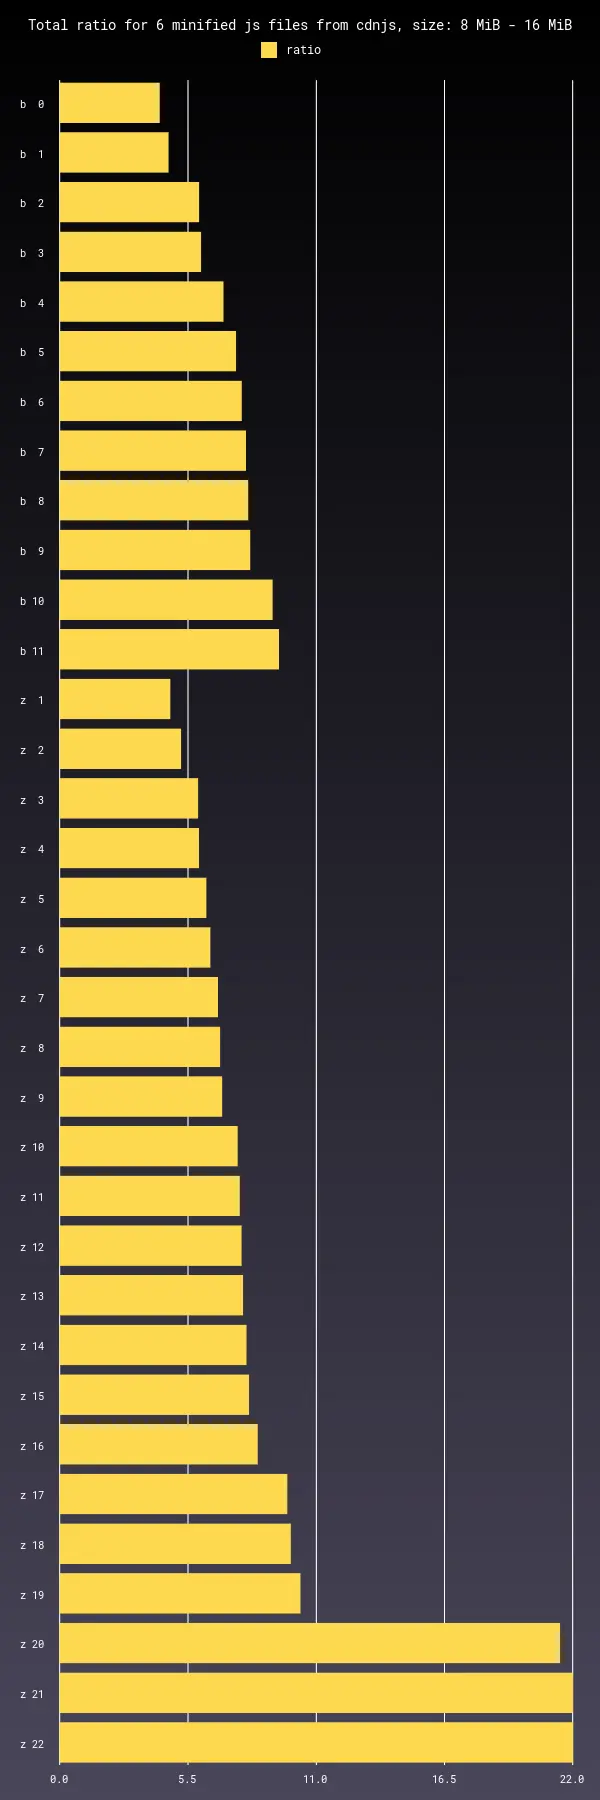 Total ratio for 6 minified js files from cdnjs, size: 8 MiB - 16 MiB
ratio
b 0
b 1
b 2
b 3
b 4
b 5
b 6
b 7
b 8
b 9
b 10
b 11
z 1
z 2
z 3
z 4
z 5
z 6
z 7
z 8
z 9
z 10
z 11
z 12
z 13
z 14
z 15
z 16
z 17
z 18
z 19
z 20
z 21
z 22
0.0 5.5 11.0 16.5 22.0